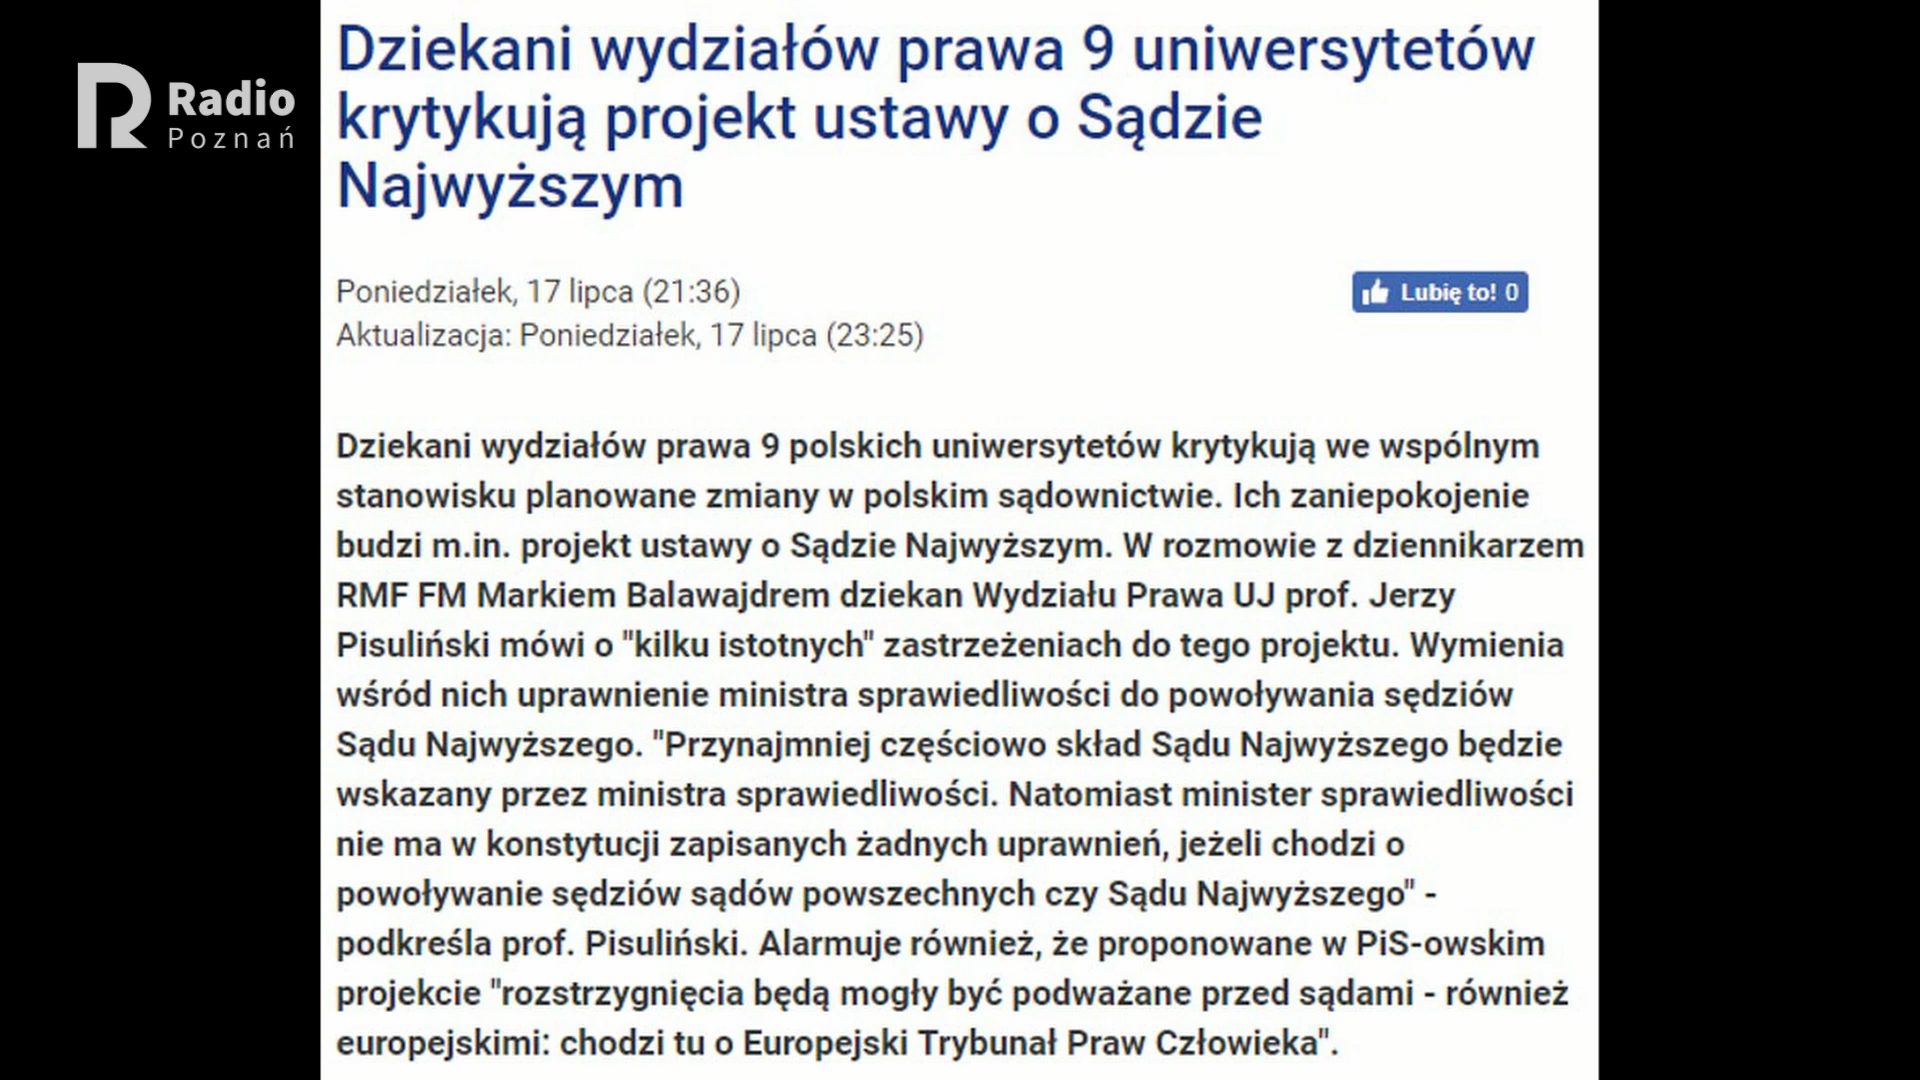 Radio
Poznań
Dziekani wydziałów prawa 9 uniwersytetów
krytykują projekt ustawy o Sądzie
Najwyższym
Poniedziałek, 17 lipca (21:36)
Lubię to! 0
Aktualizacja: Poniedziałek, 17 lipca (23:25)
Dziekani wydziałów prawa 9 polskich uniwersytetów krytykują we wspólnym
stanowisku planowane zmiany w polskim sądownictwie. Ich zaniepokojenie
budzi m.in. projekt ustawy o Sądzie Najwyższym. W rozmowie z dziennikarzem
RMF FM Markiem Balawajdrem dziekan Wydziału Prawa UJ prof. Jerzy
Pisuliński mówi o "kilku istotnych" zastrzeżeniach do tego projektu. Wymienia
wśród nich uprawnienie ministra sprawiedliwości do powoływania sędziów
Sądu Najwyższego. "Przynajmniej częściowo skład Sądu Najwyższego będzie
wskazany przez ministra sprawiedliwości. Natomiast minister sprawiedliwości
nie ma w konstytucji zapisanych żadnych uprawnień, jeżeli chodzi o
powoływanie sędziów sądów powszechnych czy Sądu Najwyższego" -
podkreśla prof. Pisuliński. Alarmuje również, że proponowane w PiS-owskim
projekcie "rozstrzygnięcia będą mogły być podważane przed sądami - również
europejskimi: chodzi tu o Europejski Trybunał Praw Człowieka".